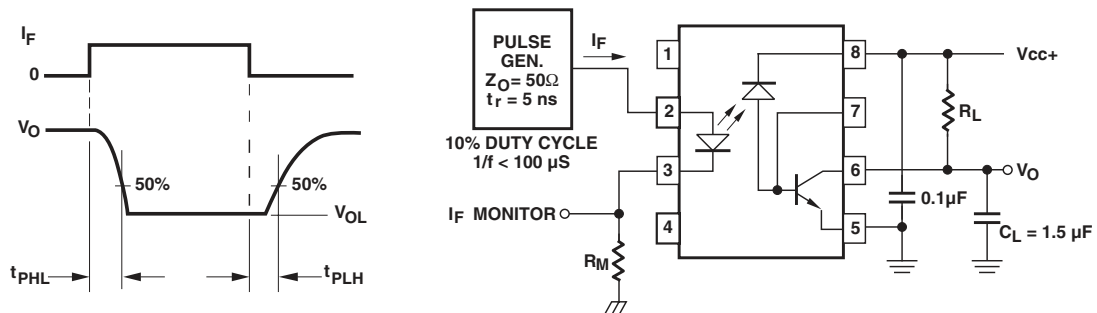 I_F
0
V_O
50%
50%
V_OL
t_PHL
t_PLH
PULSE
GEN.
Z_O = 50Ω
t_r = 5 ns
I_F
10% DUTY CYCLE
1/f < 100 µS
I_F MONITOR
R_M
1
2
3
4
8
7
6
5
Vcc+
R_L
V_O
0.1µF
C_L = 1.5 µF